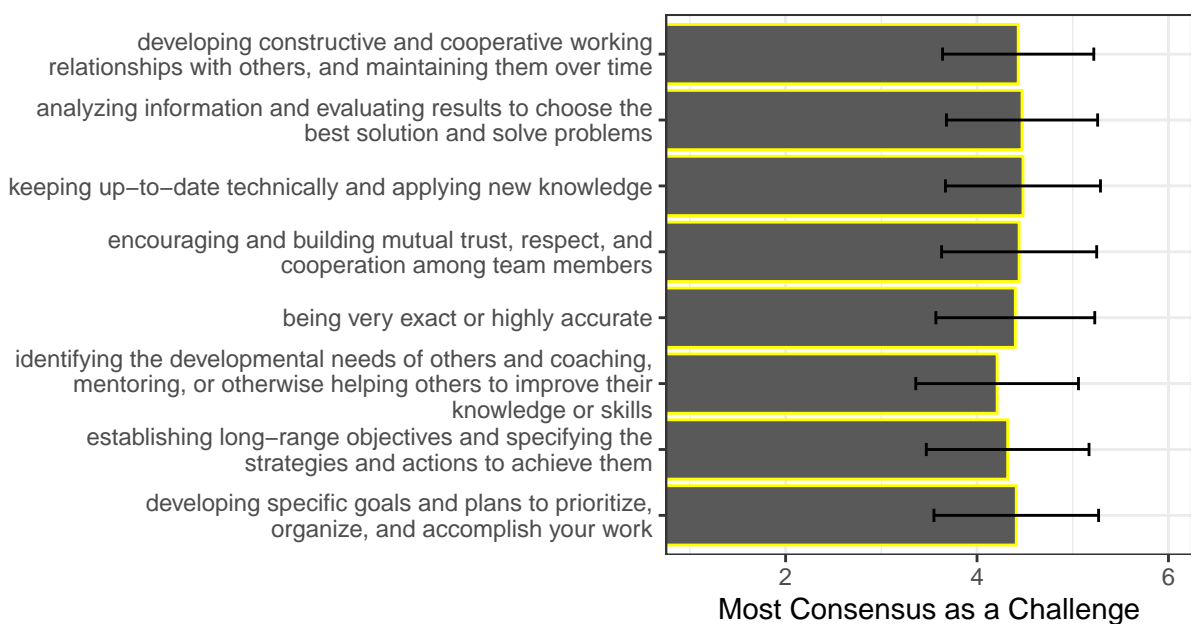 developing constructive and cooperative working
relationships with others, and maintaining them over time
analyzing information and evaluating results to choose the
best solution and solve problems
keeping up−to−date technically and applying new knowledge
encouraging and building mutual trust, respect, and
cooperation among team members
being very exact or highly accurate
identifying the developmental needs of others and coaching,
mentoring, or otherwise helping others to improve their
knowledge or skills
establishing long−range objectives and specifying the
strategies and actions to achieve them
developing specific goals and plans to prioritize,
organize, and accomplish your work
2 4 6
Most Consensus as a Challenge